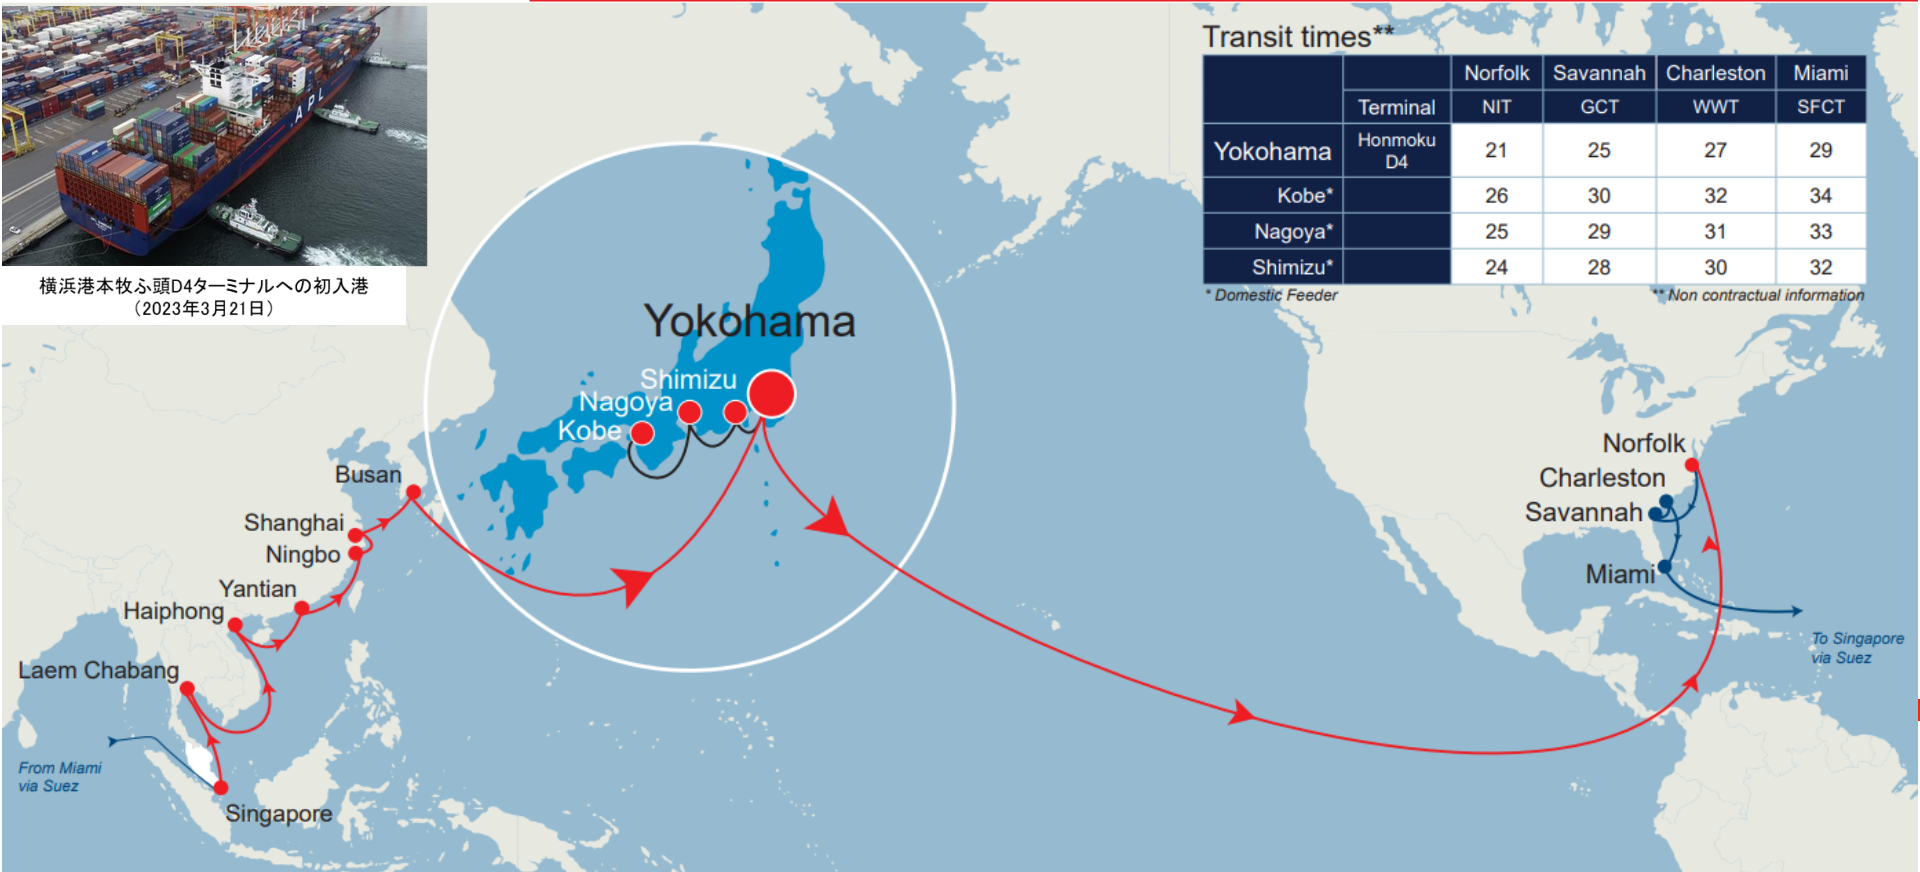 APL
横浜港本牧ふ頭D4ターミナルへの初入港
（2023年3月21日）
Transit times**
Norfolk Savannah Charleston Miami
Terminal NIT GCT WWT SFCT
Yokohama Honmoku D4 21 25 27 29
Kobe* 26 30 32 34
Nagoya* 25 29 31 33
Shimizu* 24 28 30 32
* Domestic Feeder
** Non contractual information
Yokohama
Shimizu
Nagoya
Kobe
Busan
Shanghai
Ningbo
Yantian
Haiphong
Laem Chabang
From Miami
via Suez
Singapore
Norfolk
Charleston
Savannah
Miami
To Singapore
via Suez